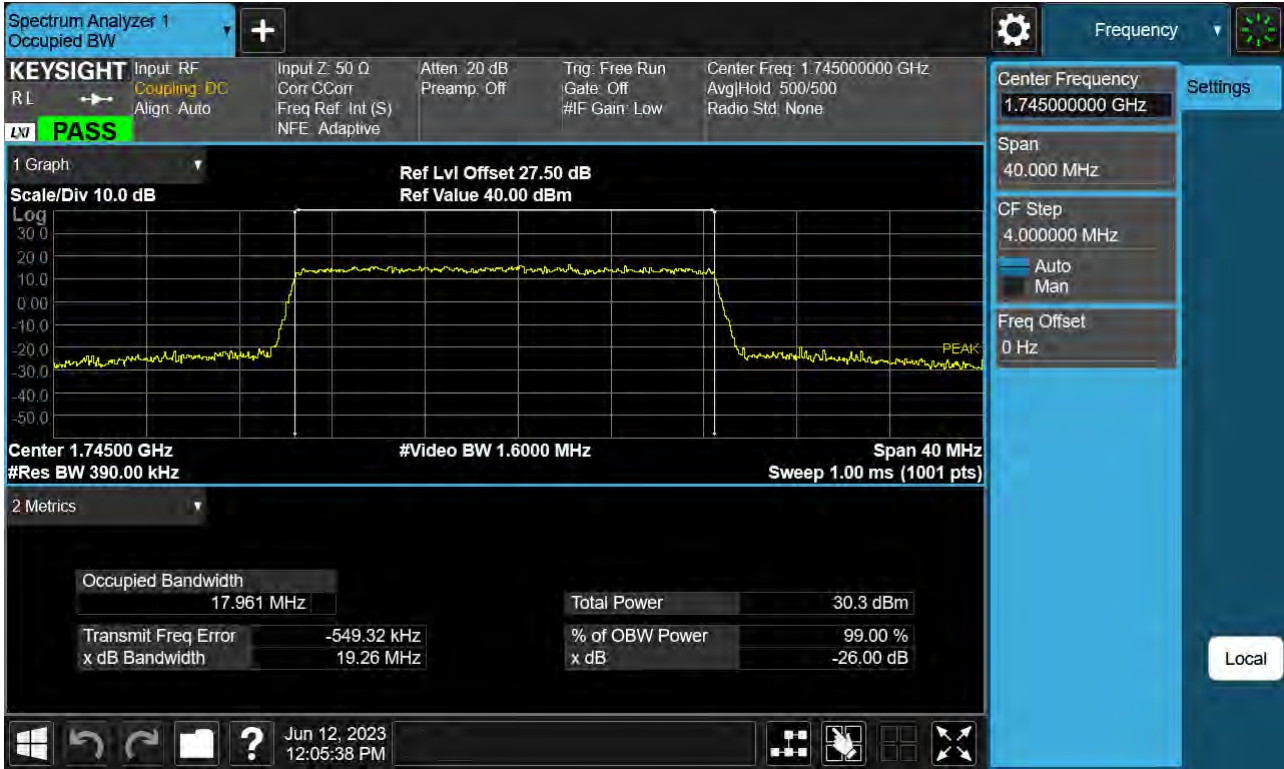 Spectrum Analyzer 1
Occupied BW
+
Frequency
KEYSIGHT
RL
LXI
PASS
Input: RF
Coupling: DC
Align: Auto
Input Z: 50 Ω
Corr CCorr
Freq Ref: Int (S)
NFE: Adaptive
Atten: 20 dB
Preamp: Off
Trig: Free Run
Gate: Off
#IF Gain: Low
Center Freq: 1.745000000 GHz
Avg|Hold: 500/500
Radio Std: None
1 Graph
Scale/Div 10.0 dB
Ref Lvl Offset 27.50 dB
Ref Value 40.00 dBm
Log
30.0
20.0
10.0
0.00
-10.0
-20.0
-30.0
-40.0
-50.0
PEAK
Center 1.74500 GHz
#Video BW 1.6000 MHz
Span 40 MHz
#Res BW 390.00 kHz
Sweep 1.00 ms (1001 pts)
2 Metrics
Occupied Bandwidth
17.961 MHz
Total Power 30.3 dBm
Transmit Freq Error -549.32 kHz
% of OBW Power 99.00 %
x dB Bandwidth 19.26 MHz
x dB -26.00 dB
Center Frequency
1.745000000 GHz
Settings
Span
40.000 MHz
CF Step
4.000000 MHz
Auto
Man
Freq Offset
0 Hz
Local
?
Jun 12, 2023
12:05:38 PM